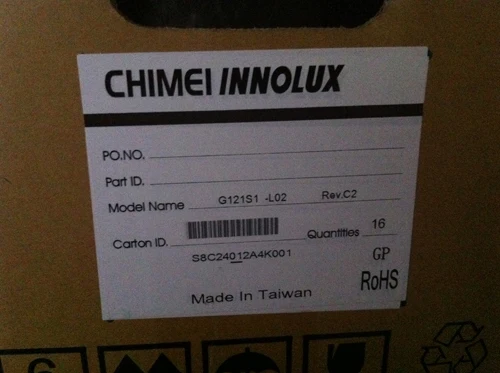 CHIMEI INNOLUX
PO.NO.
Part ID.
Model Name G121S1 -L02 Rev.C2
Carton ID. Quantities 16
S8C24012A4K001
GP
RoHS
Made In Taiwan
6